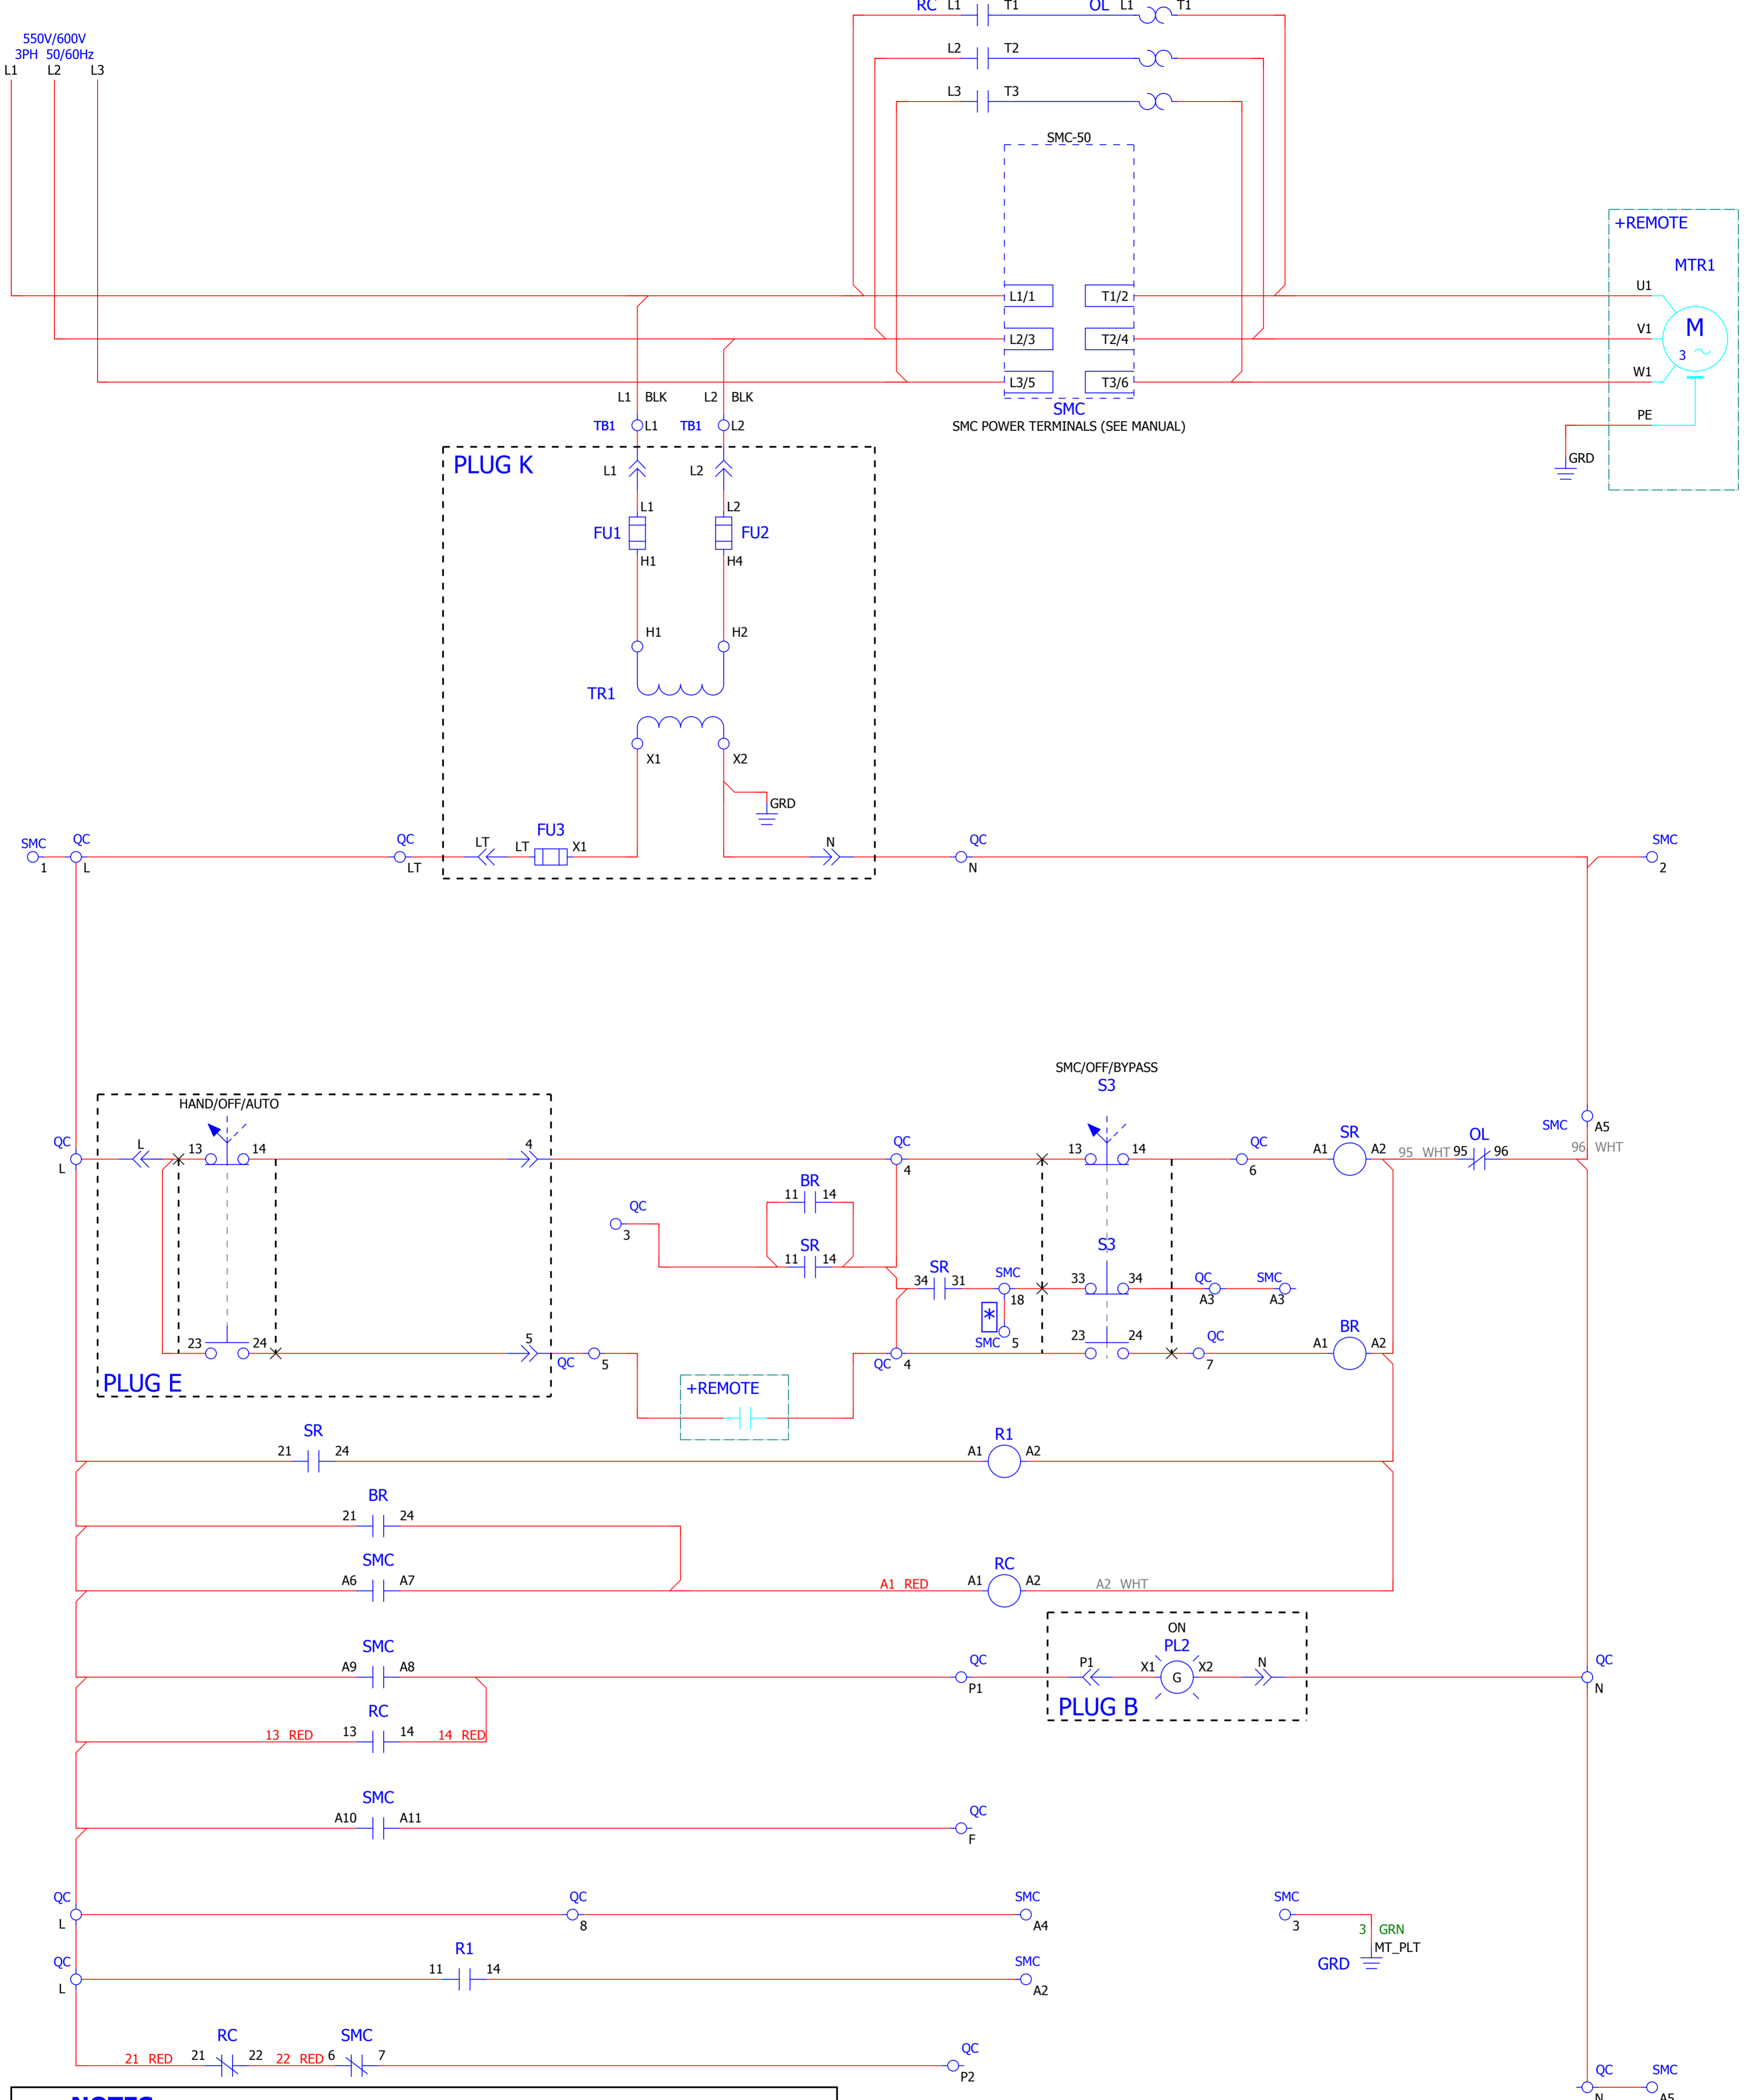 RC L1 T1 OL L1 T1
550V/600V
3PH 50/60Hz
L1 L2 L3
L2 T2
L3 T3
SMC-50
+REMOTE
MTR1
L1/1 T1/2 U1
L2/3 T2/4 V1
M
3
L3/5 T3/6 W1
L1 BLK L2 BLK
SMC
PE
TB1 L1 TB1 L2
SMC POWER TERMINALS (SEE MANUAL)
GRD
PLUG K
L1 L2
L1 L2
FU1 FU2
H1 H4
H1 H2
TR1
X1 X2
GRD
SMC QC QC LT LT FU3 X1 N QC SMC
1 L LT N 2
SMC/OFF/BYPASS
S3
HAND/OFF/AUTO
SMC A5
QC L 13 14 4 QC 13 14 QC SR A1 A2 95 WHT OL 95 96 96 WHT
L 4 6
BR
11 14
QC
3
SR
11 14
S3
SR
34 31 SMC 33 34 QC SMC
18 A3 A3
*
SMC 5
23 24 5 23 24 QC BR A1 A2
QC 5 QC 4 7
PLUG E
+REMOTE
SR
21 24
R1
A1 A2
BR
21 24
SMC
A6 A7
A1 RED RC A1 A2 A2 WHT
ON
PL2
SMC
A9 A8
QC P1 P1 X1 G X2 N QC N
PLUG B
RC
13 RED 13 14 14 RED
SMC
A10 A11
QC
F
QC QC SMC SMC
L 8 A4 3
3 GRN
MT_PLT
GRD
QC R1 SMC
11 14
L A2
RC SMC
21 RED 21 22 22 RED 6 7
QC
P2
QC SMC
N A5
NOTES